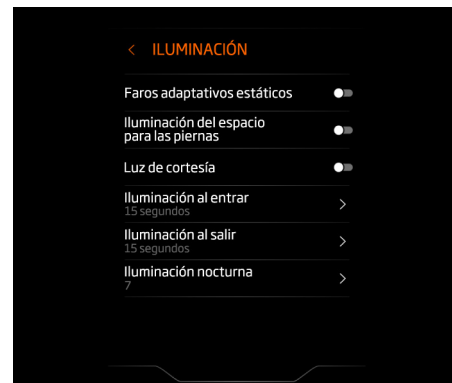 ILUMINACIÓN
Faros adaptativos estáticos
Iluminación del espacio
para las piernas
Luz de cortesía
Iluminación al entrar
15 segundos
Iluminación al salir
15 segundos
Iluminación nocturna
7